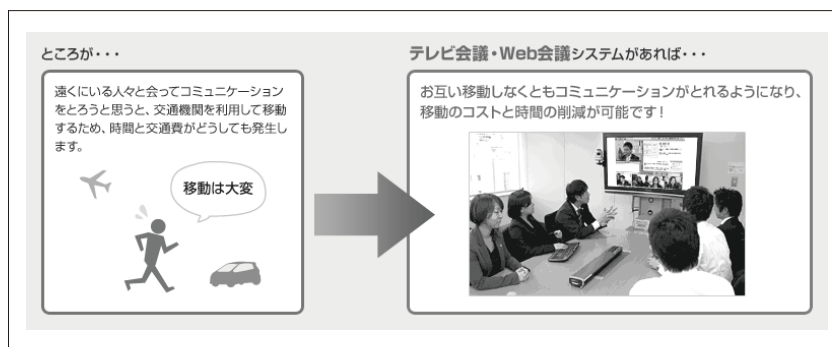 ところが・・・
遠くにいる人々と会ってコミュニケーション
をとろうと思うと、交通機関を利用して移動
するため、時間と交通費がどうしても発生し
ます。
移動は大変
テレビ会議・Web会議システムがあれば・・・
お互い移動しなくともコミュニケーションがとれるようになり、
移動のコストと時間の削減が可能です！